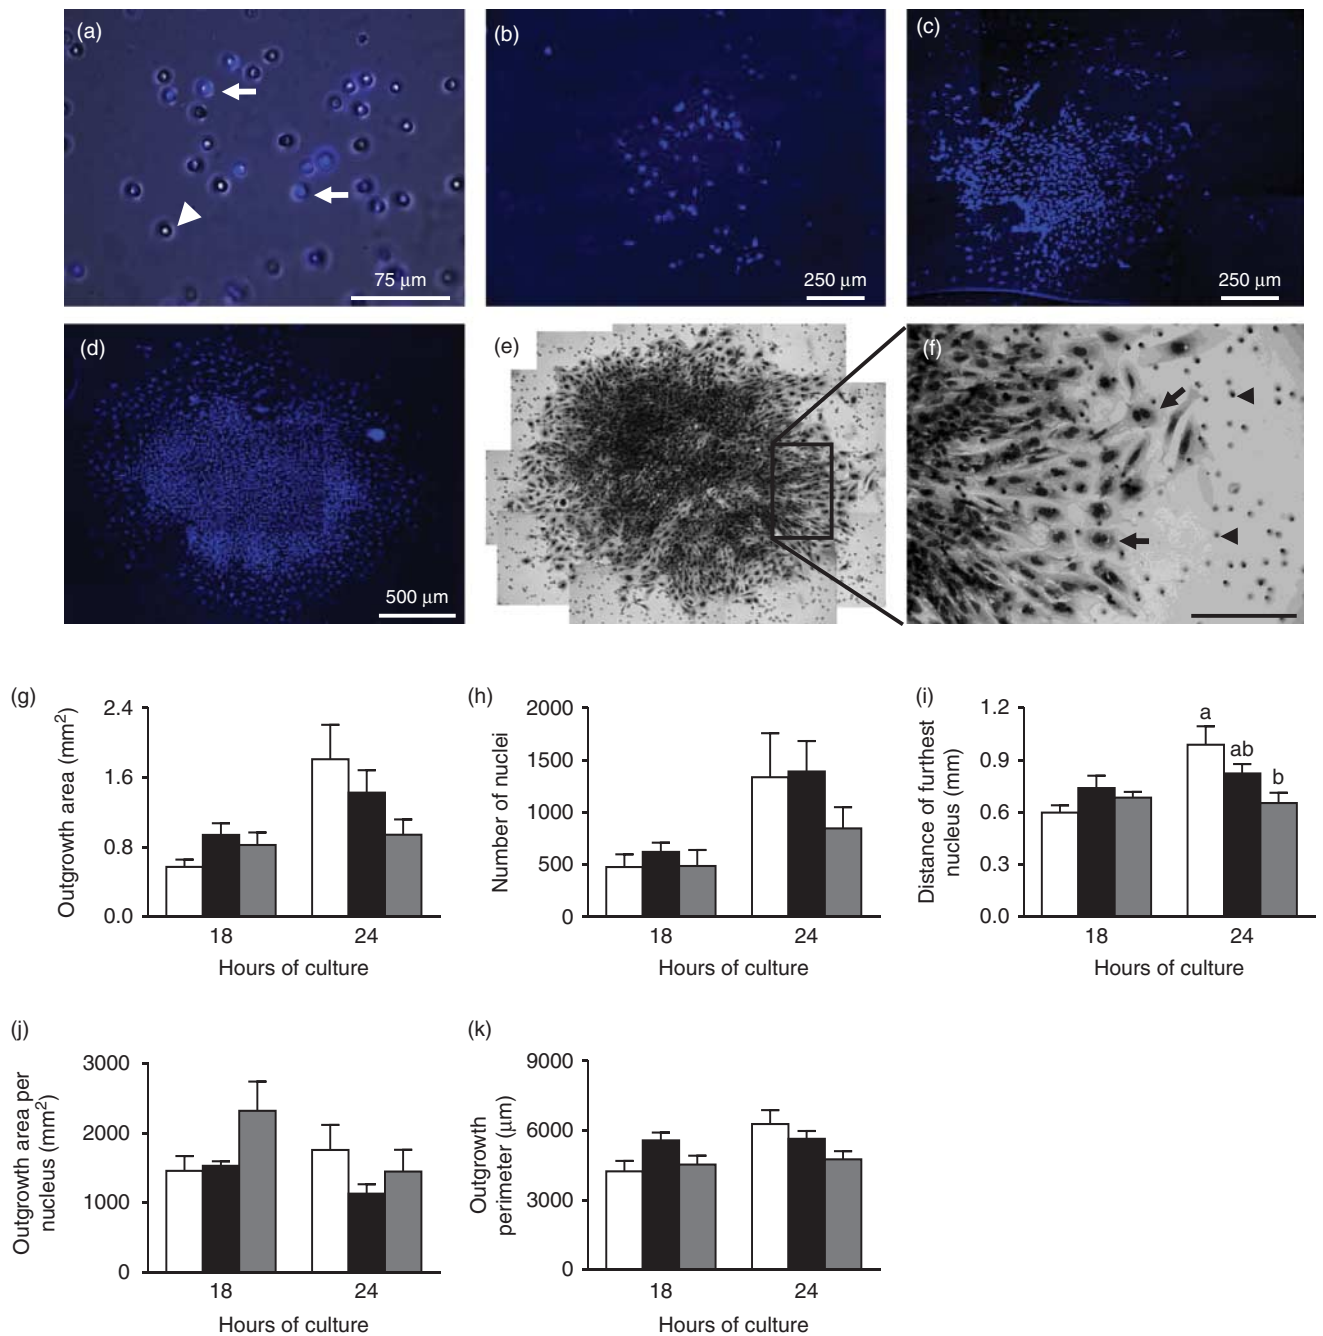 (a)
75 µm
(b)
250 µm
(c)
250 µm
(d)
500 µm
(e)
(f)
(g)
Outgrowth area (mm²)
2.4
1.6
0.8
0.0
18
24
Hours of culture
(h)
Number of nuclei
2000
1500
1000
500
0
18
24
Hours of culture
(i)
Distance of furthest
nucleus (mm)
1.2
0.9
0.6
0.3
0.0
a
ab
b
18
24
Hours of culture
(j)
Outgrowth area per
nucleus (mm²)
3000
2000
1000
0
18
24
Hours of culture
(k)
Outgrowth
perimeter (µm)
9000
6000
3000
0
18
24
Hours of culture